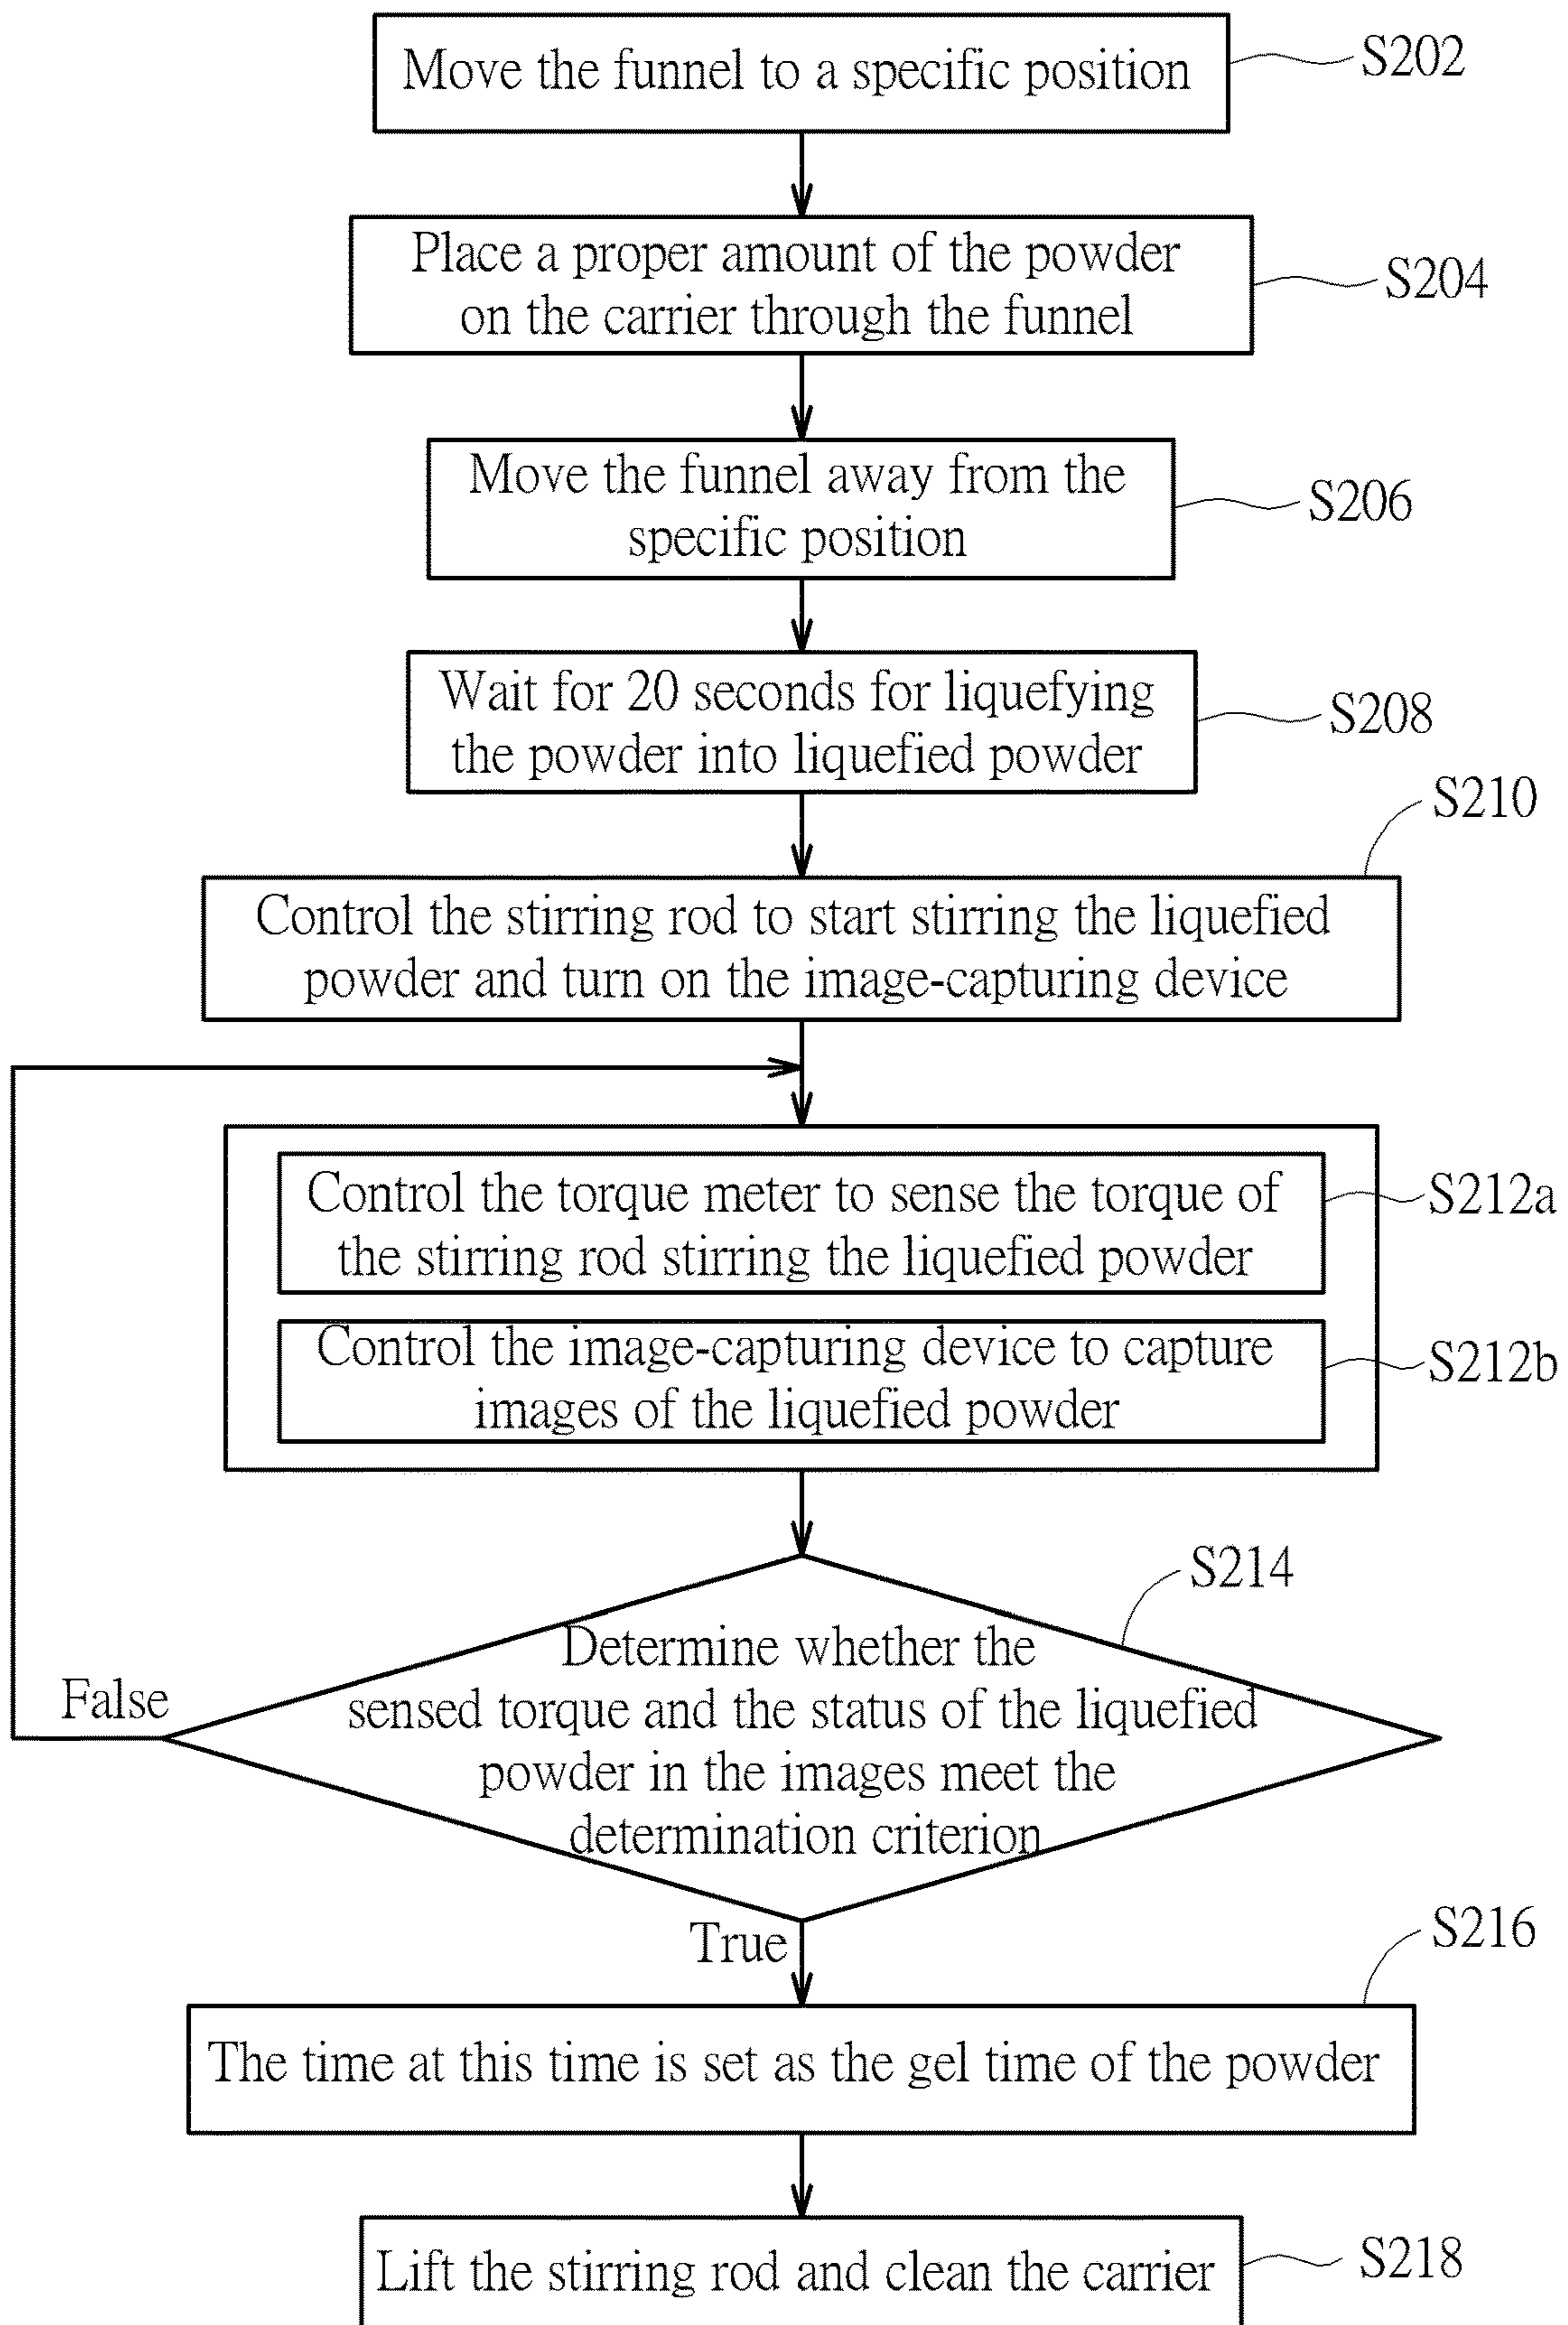 Move the funnel to a specific position
S202
Place a proper amount of the powder
on the carrier through the funnel
S204
Move the funnel away from the
specific position
S206
Wait for 20 seconds for liquefying
the powder into liquefied powder
S208
S210
Control the stirring rod to start stirring the liquefied
powder and turn on the image-capturing device
Control the torque meter to sense the torque of
the stirring rod stirring the liquefied powder
S212a
Control the image-capturing device to capture
images of the liquefied powder
S212b
S214
Determine whether the
sensed torque and the status of the liquefied
powder in the images meet the
determination criterion
False
True
S216
The time at this time is set as the gel time of the powder
Lift the stirring rod and clean the carrier
S218